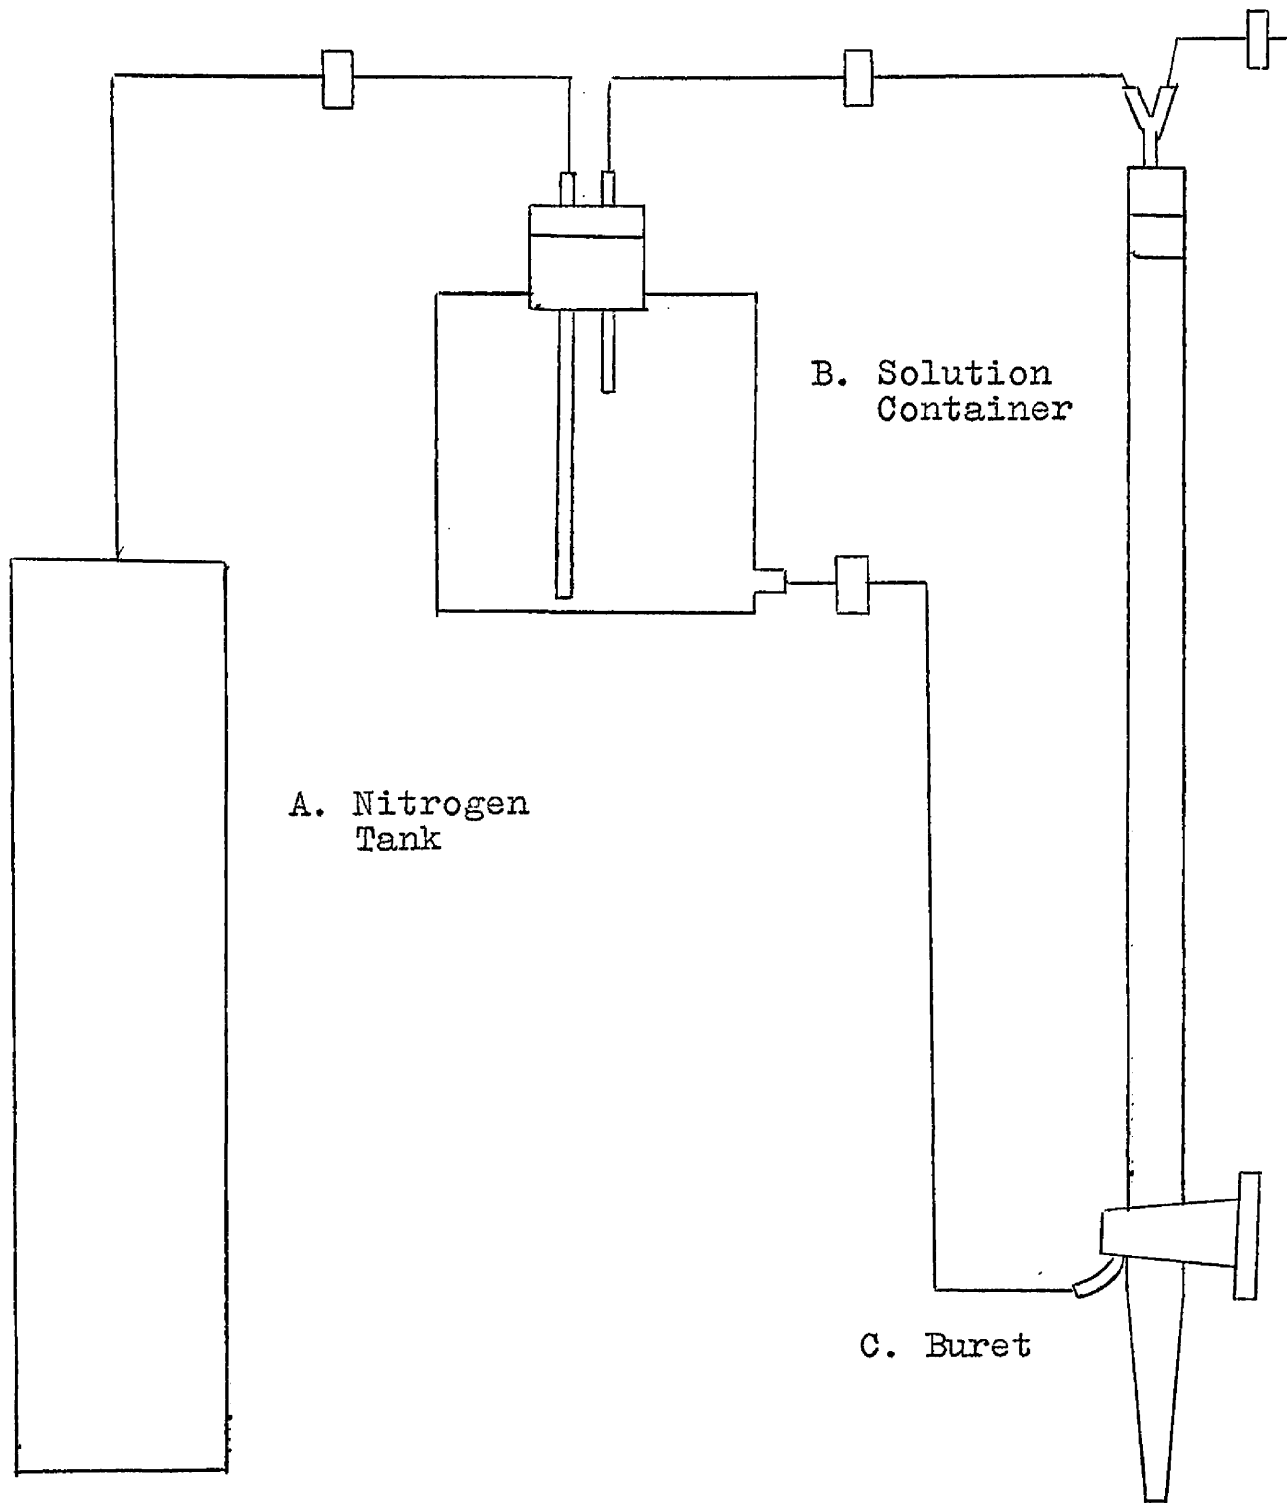 B. Solution
Container
A. Nitrogen
Tank
C. Buret